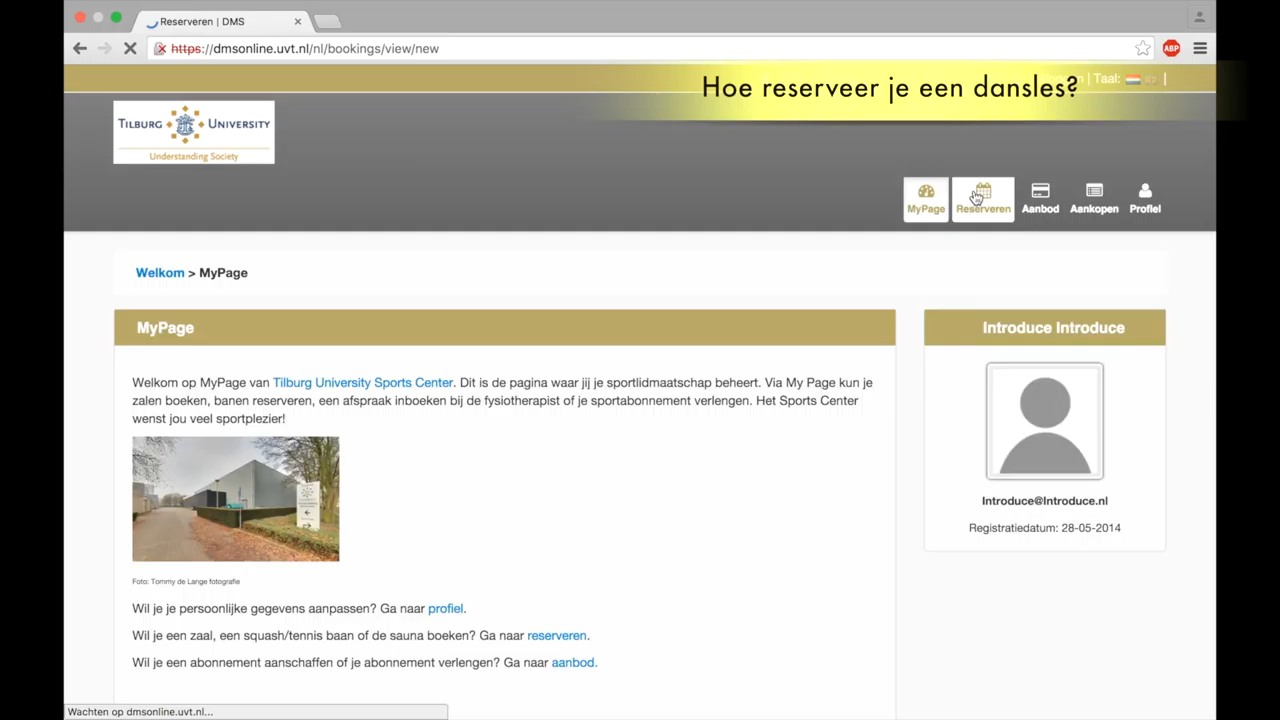 Reserveren | DMS
https://dmsonline.uvt.nl/nl/bookings/view/new
ABP
Hoe reserveer je een dansles?
| Taal:
|
TILBURG UNIVERSITY
Understanding Society
MyPage Reserveren Aanbod Aankopen Profiel
Welkom > MyPage
MyPage
Welkom op MyPage van Tilburg University Sports Center. Dit is de pagina waar jij je sportlidmaatschap beheert. Via My Page kun je
zalen boeken, banen reserveren, een afspraak inboeken bij de fysiotherapist of je sportabonnement verlengen. Het Sports Center
wenst jou veel sportplezier!
Foto: Tommy de Lange fotografie
Wil je je persoonlijke gegevens aanpassen? Ga naar profiel.
Wil je een zaal, een squash/tennis baan of de sauna boeken? Ga naar reserveren.
Wil je een abonnement aanschaffen of je abonnement verlengen? Ga naar aanbod.
Introduce Introduce
Introduce@Introduce.nl
Registratiedatum: 28-05-2014
Wachten op dmsonline.uvt.nl...